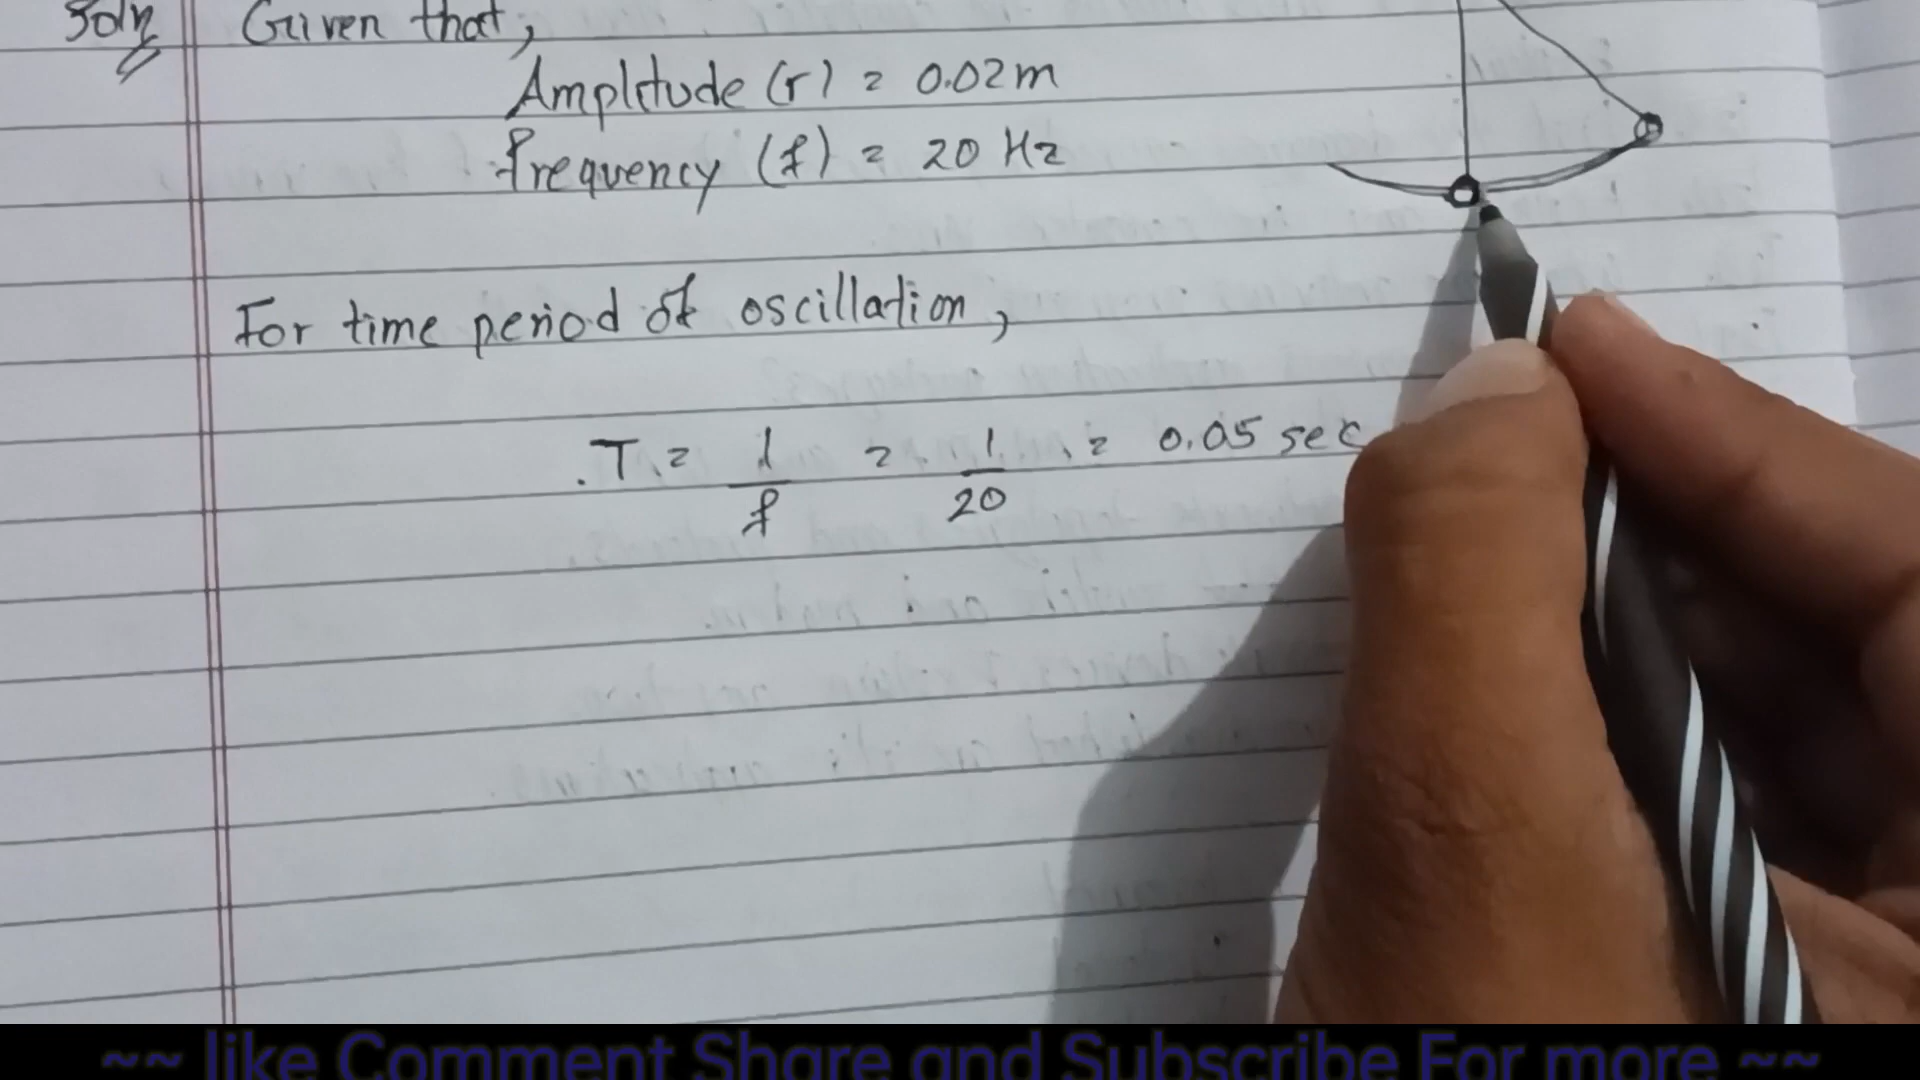 Soln Given that,
Amplitude (r) = 0.02m
frequency (f) = 20 Hz
For time period of oscillation,
T = 1/f = 1/20 = 0.05 sec
~~ like Comment Share and Subscribe For more ~~